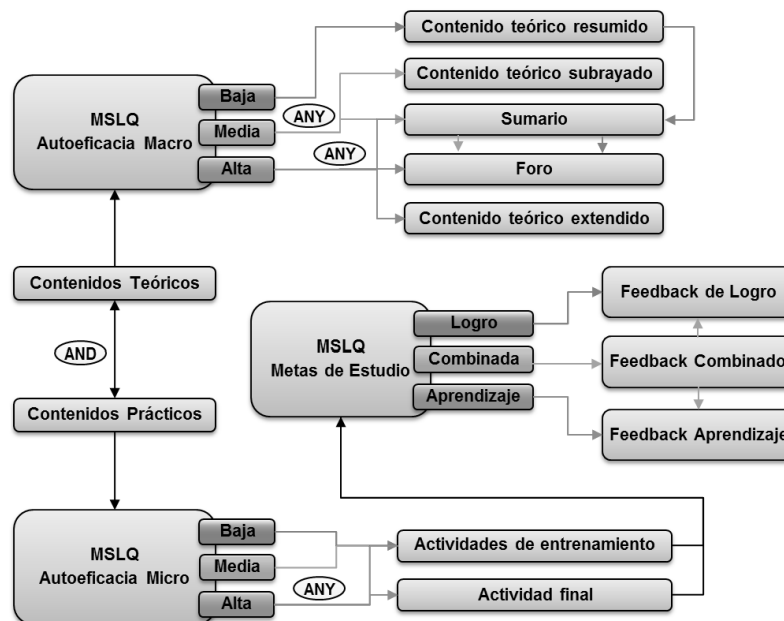 Contenido teórico resumido
Baja
Contenido teórico subrayado
MSLQ
Autoeficacia Macro
ANY
Media
Sumario
ANY
Alta
Foro
Contenido teórico extendido
Contenidos Teóricos
AND
Contenidos Prácticos
MSLQ
Metas de Estudio
Logro
Combinada
Aprendizaje
Feedback de Logro
Feedback Combinado
Feedback Aprendizaje
MSLQ
Autoeficacia Micro
Baja
Media
Alta
ANY
Actividades de entrenamiento
Actividad final